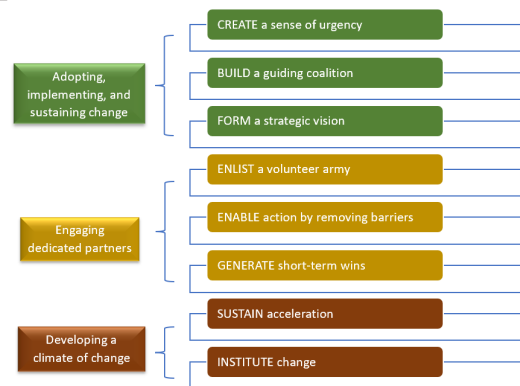 CREATE a sense of urgency
BUILD a guiding coalition
Adopting,
implementing, and
sustaining change
FORM a strategic vision
ENLIST a volunteer army
ENABLE action by removing barriers
Engaging
dedicated partners
GENERATE short-term wins
SUSTAIN acceleration
Developing a
climate of change
INSTITUTE change